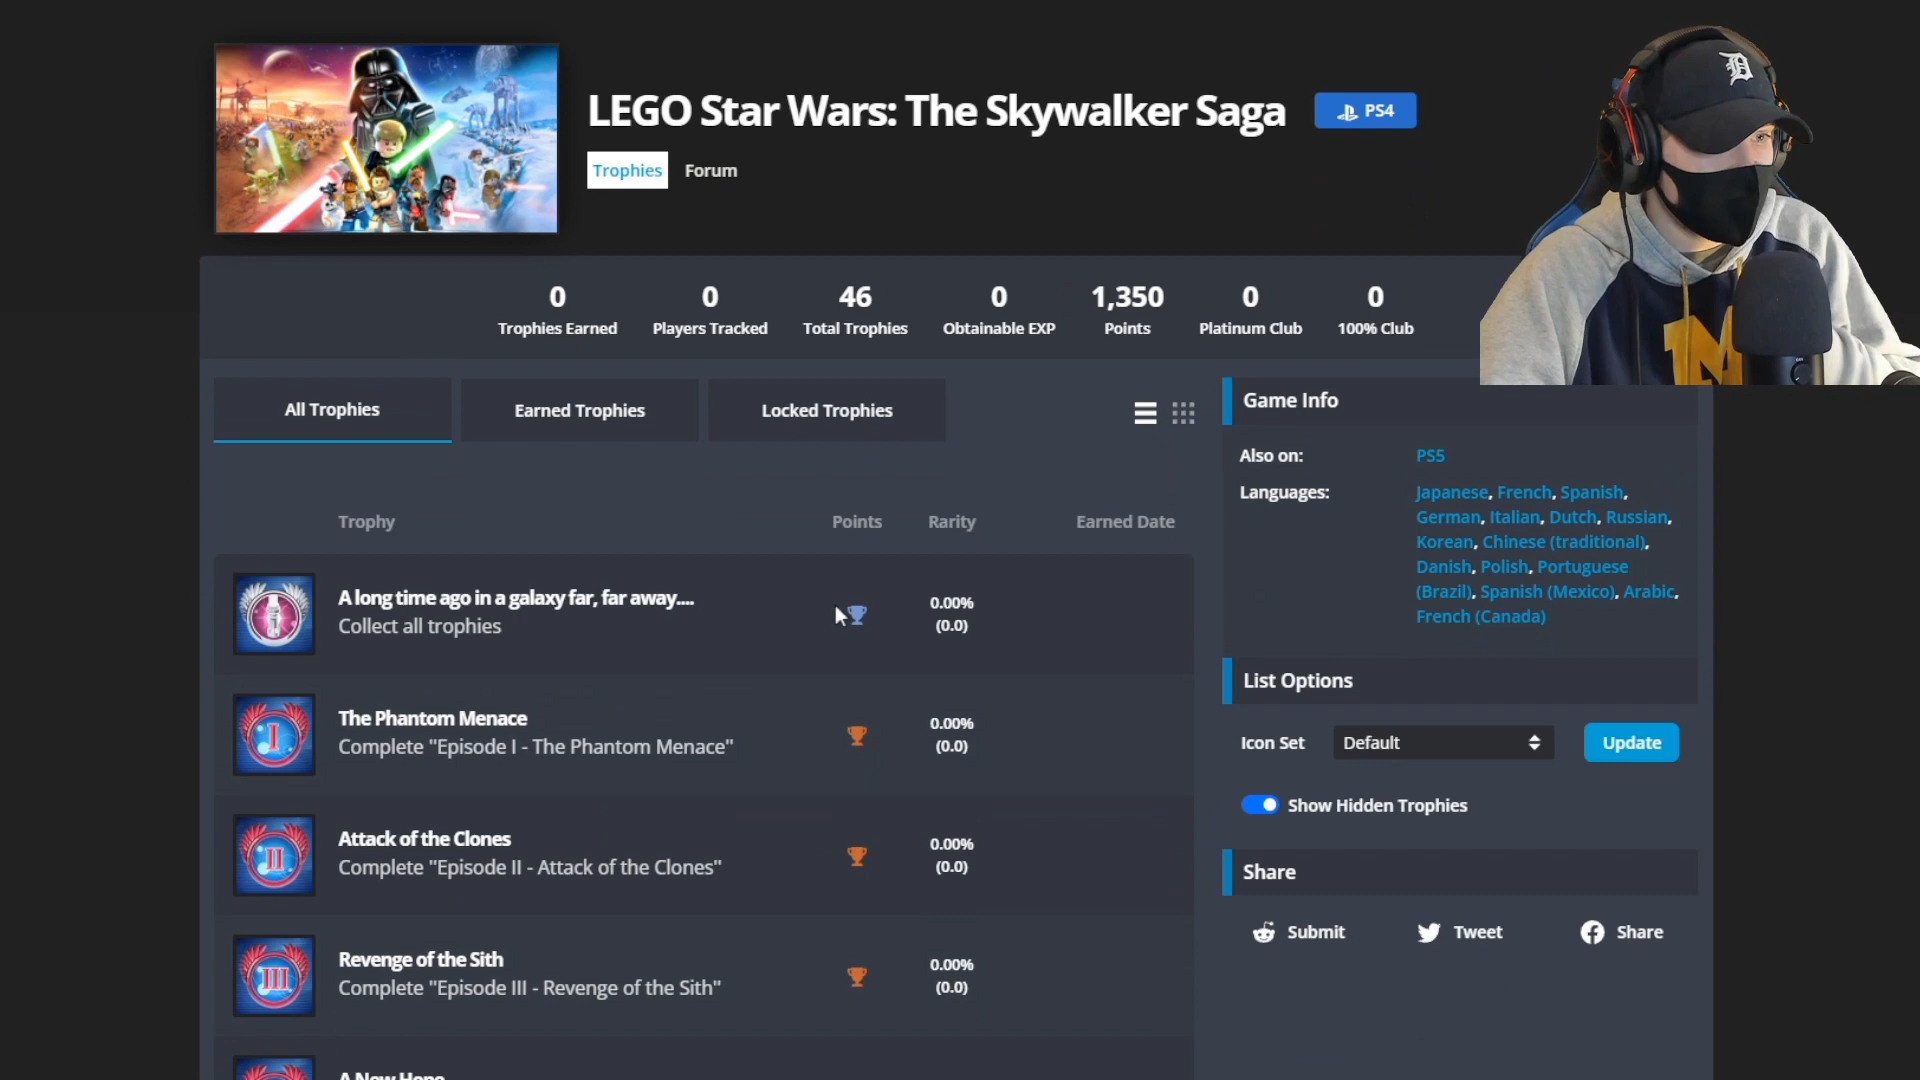 LEGO Star Wars: The Skywalker Saga
PS4
Trophies
Forum
0
Trophies Earned
0
Players Tracked
46
Total Trophies
0
Obtainable EXP
1,350
Points
0
Platinum Club
0
100% Club
All Trophies
Earned Trophies
Locked Trophies
Trophy
Points
Rarity
Earned Date
A long time ago in a galaxy far, far away....
Collect all trophies
0.00%
(0.0)
I
The Phantom Menace
Complete "Episode I - The Phantom Menace"
0.00%
(0.0)
II
Attack of the Clones
Complete "Episode II - Attack of the Clones"
0.00%
(0.0)
III
Revenge of the Sith
Complete "Episode III - Revenge of the Sith"
0.00%
(0.0)
A New Hope
Game Info
Also on:
PS5
Languages:
Japanese, French, Spanish,
German, Italian, Dutch, Russian,
Korean, Chinese (traditional),
Danish, Polish, Portuguese
(Brazil), Spanish (Mexico), Arabic,
French (Canada)
List Options
Icon Set
Default
Update
Show Hidden Trophies
Share
Submit
Tweet
Share
D
M